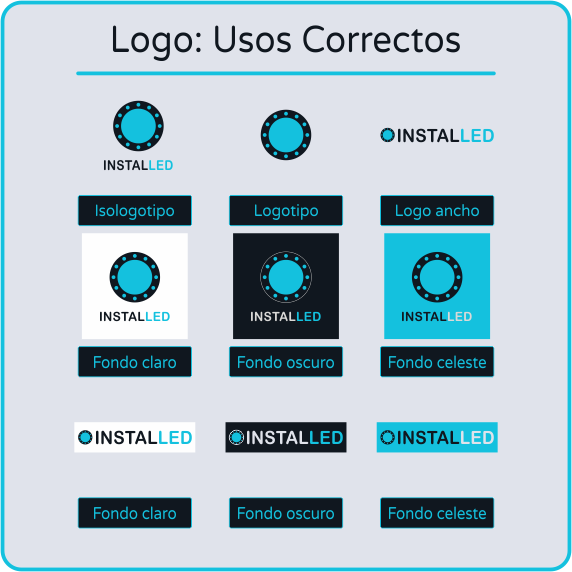 Logo: Usos Correctos
INSTALLED
INSTALLED
Isologotipo
Logotipo
Logo ancho
INSTALLED
INSTALLED
INSTALLED
Fondo claro
Fondo oscuro
Fondo celeste
INSTALLED
INSTALLED
INSTALLED
Fondo claro
Fondo oscuro
Fondo celeste